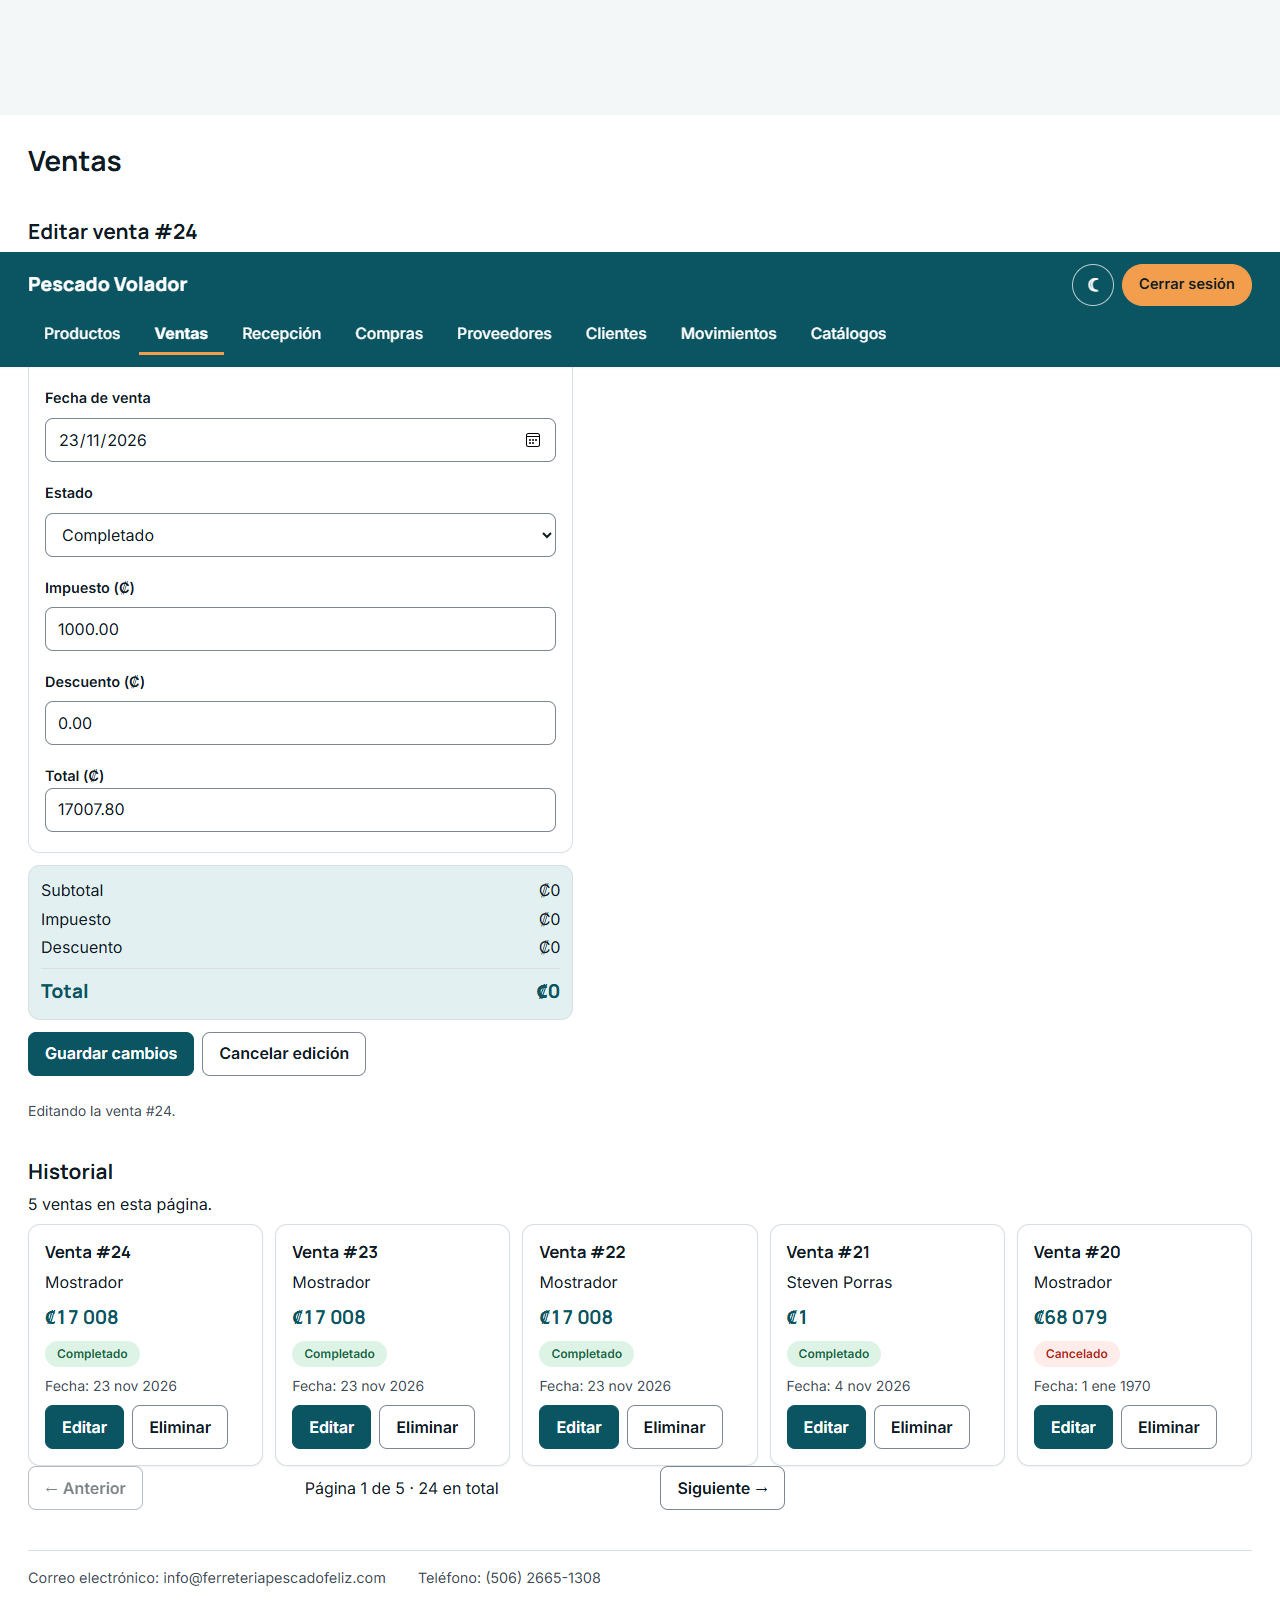 Ventas
Editar venta #24
Pescado Volador
Cerrar sesión
Productos Ventas Recepción Compras Proveedores Clientes Movimientos Catálogos
Fecha de venta
23/11/2026
Estado
Completado
Impuesto (₡)
1000.00
Descuento (₡)
0.00
Total (₡)
17007.80
Subtotal ₡0
Impuesto ₡0
Descuento ₡0
Total ₡0
Guardar cambios Cancelar edición
Editando la venta #24.
Historial
5 ventas en esta página.
Venta #24
Mostrador
₡17 008
Completado
Fecha: 23 nov 2026
Editar Eliminar
Venta #23
Mostrador
₡17 008
Completado
Fecha: 23 nov 2026
Editar Eliminar
Venta #22
Mostrador
₡17 008
Completado
Fecha: 23 nov 2026
Editar Eliminar
Venta #21
Steven Porras
₡1
Completado
Fecha: 4 nov 2026
Editar Eliminar
Venta #20
Mostrador
₡68 079
Cancelado
Fecha: 1 ene 1970
Editar Eliminar
← Anterior Página 1 de 5 · 24 en total Siguiente →
Correo electrónico: info@ferreteriapescadofeliz.com Teléfono: (506) 2665-1308